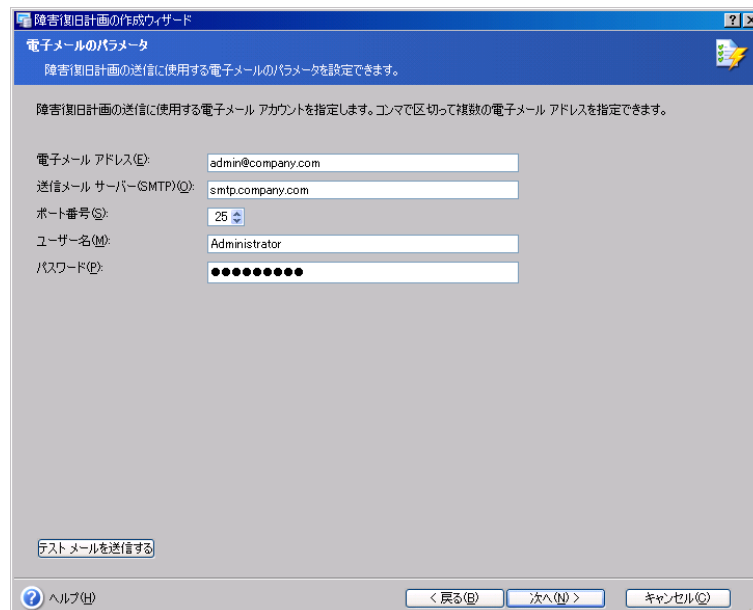 障害復旧計画の作成ウィザード
電子メールのパラメータ
障害復旧計画の送信に使用する電子メールのパラメータを設定できます。
障害復旧計画の送信に使用する電子メール アカウントを指定します。コンマで区切って複数の電子メール アドレスを指定できます。
電子メール アドレス(E): admin@company.com
送信メール サーバー(SMTP)(O): smtp.company.com
ポート番号(S): 25
ユーザー名(M): Administrator
パスワード(P): ●●●●●●●●●
テスト メールを送信する
ヘルプ(H) < 戻る(B) 次へ(N) > キャンセル(C)